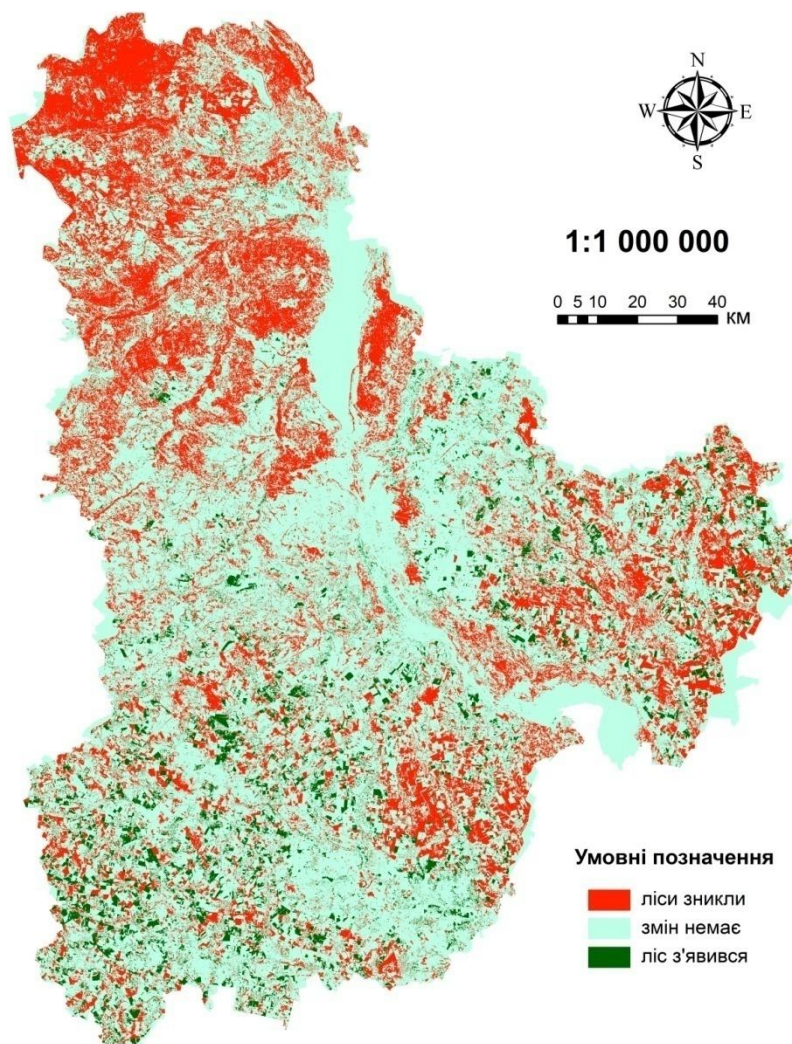 N
W E
S
1:1 000 000
0 5 10 20 30 40
км
Умовні позначення
ліси зникли
змін немає
ліс з'явився